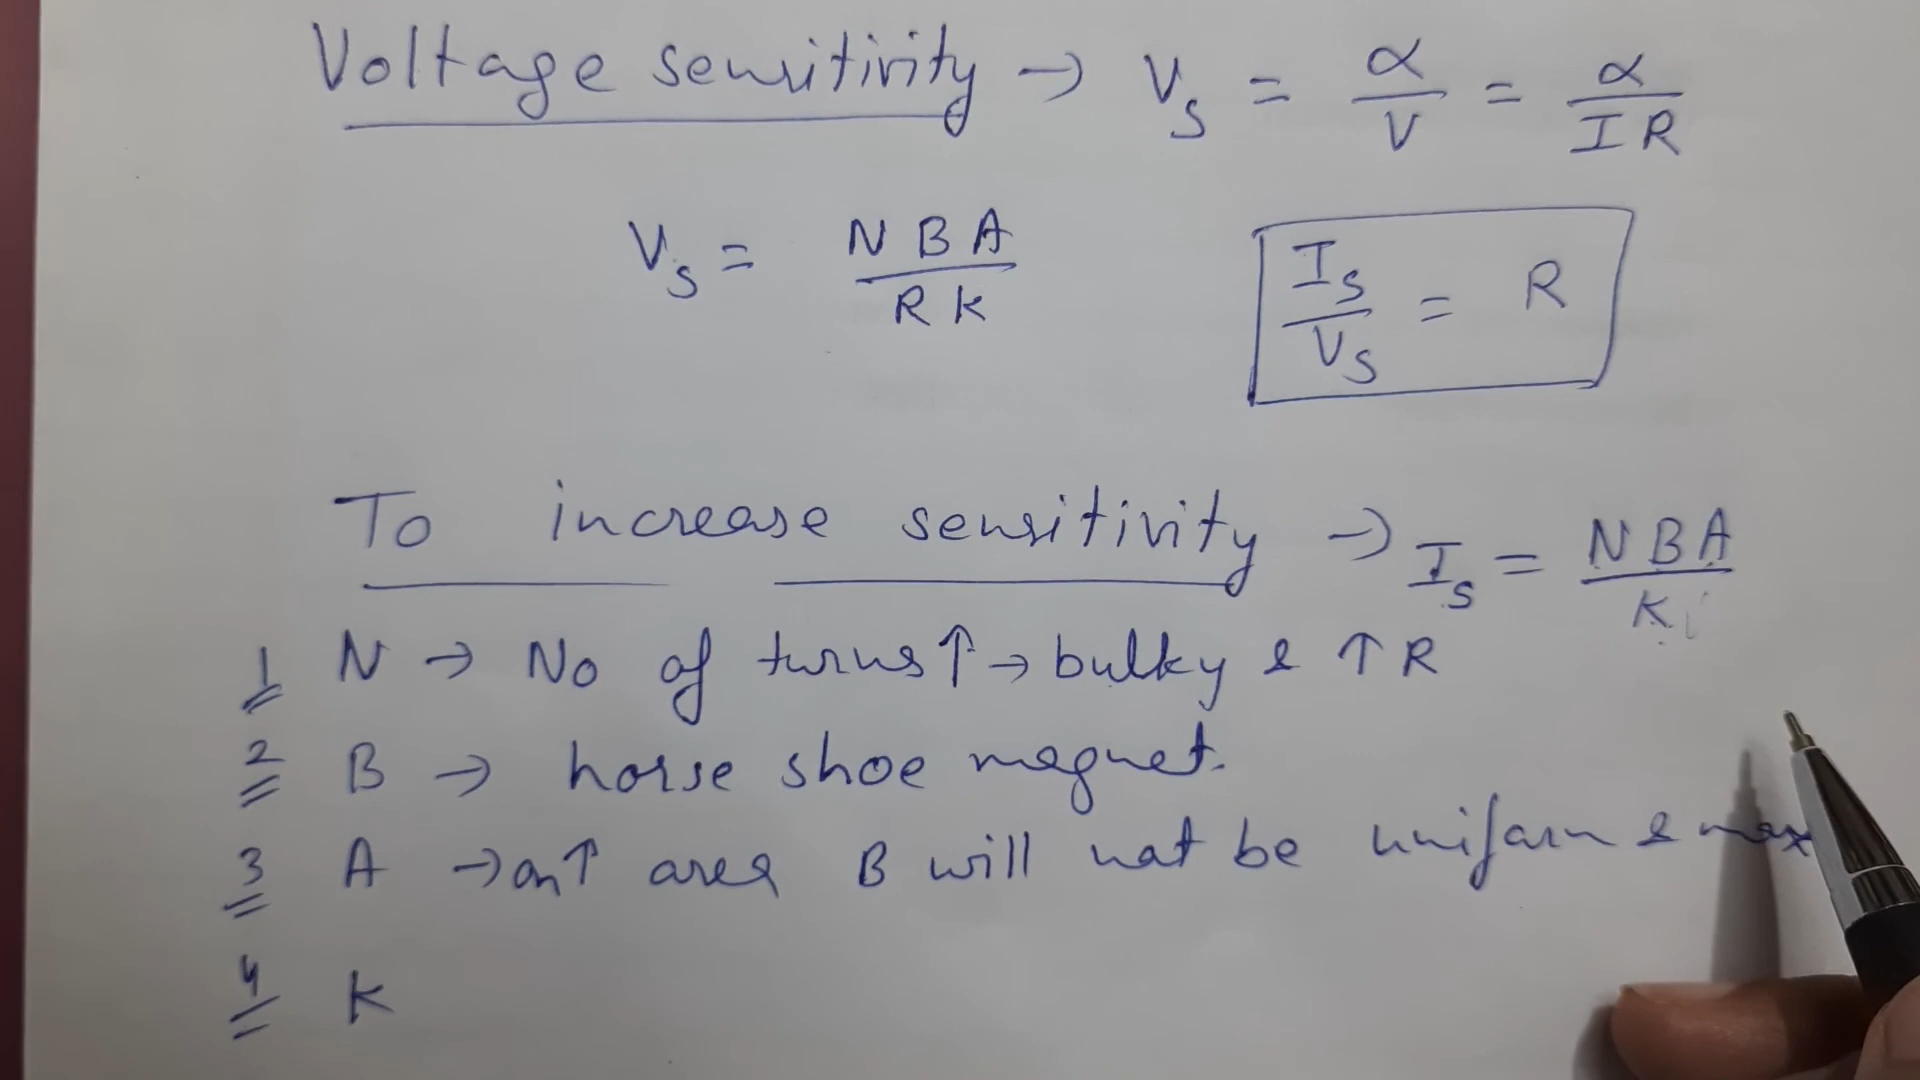 Voltage sensitivity → Vs = α/V = α/IR
Vs = NBA/RK
Is/Vs = R
To increase sensitivity → Is = NBA/K
1 N → No of turns ↑ → bulky & ↑ R
2 B → horse shoe magnet.
3 A → on ↑ area B will not be uniform & max
4 K